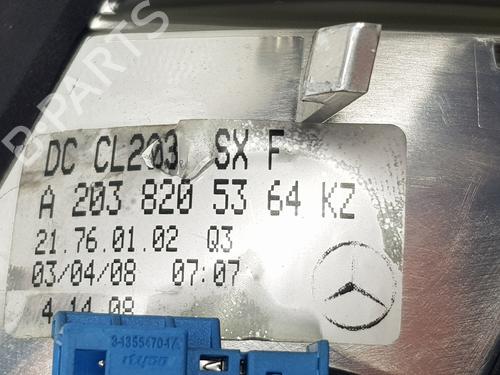 B-PARTS
DC CL203 SX F
A 203 820 53 64 KZ
21.76.01.02 Q3
03/04/08 07:07
4.14.08
tyco